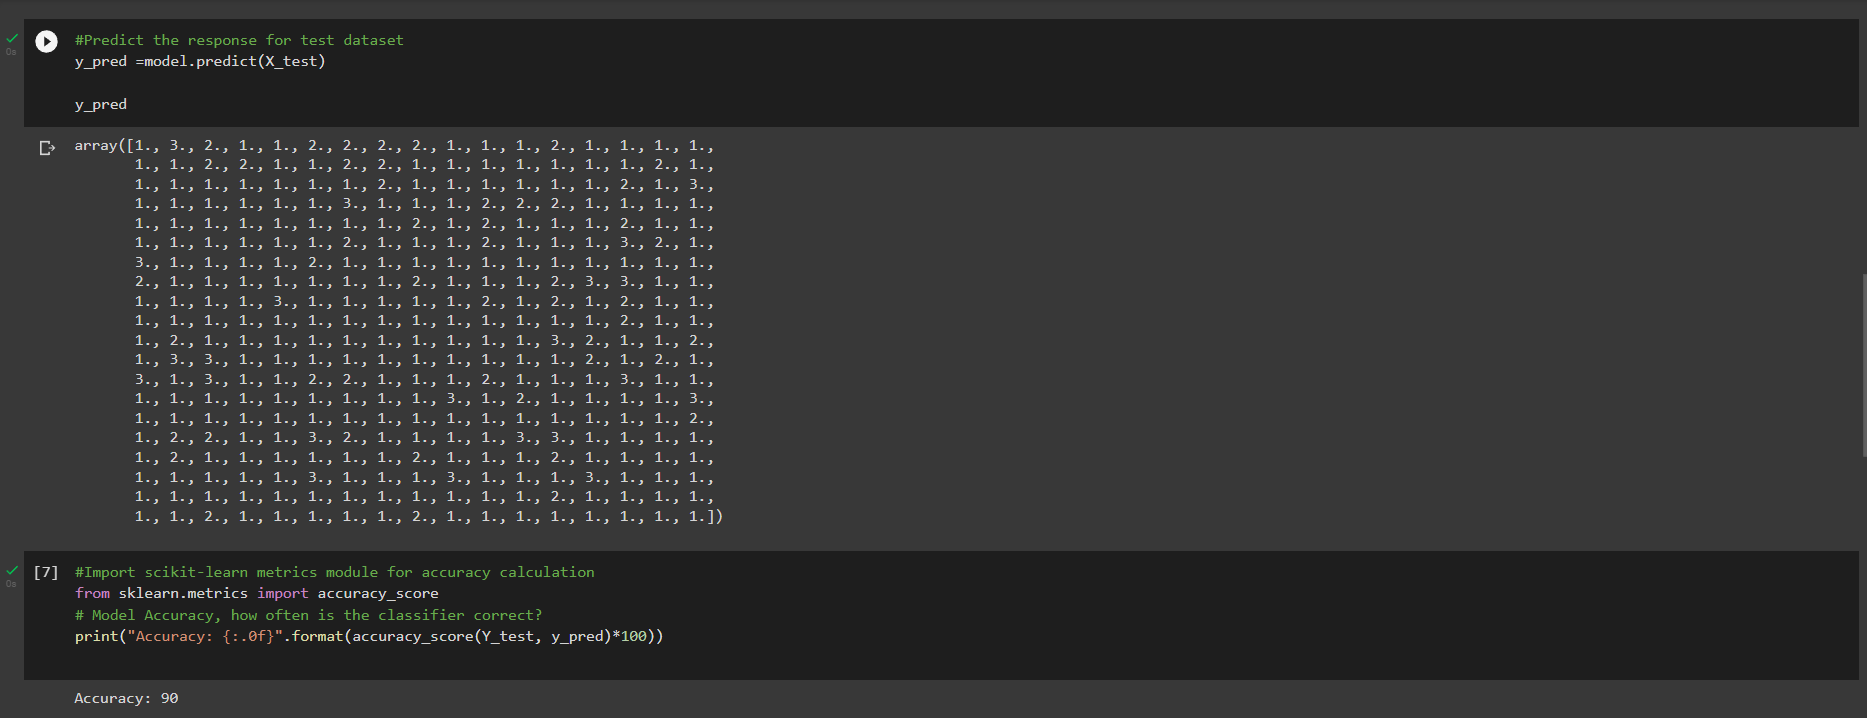 #Predict the response for test dataset
0s
y_pred =model.predict(X_test)
y_pred
array([1., 3., 2., 1., 1., 2., 2., 2., 2., 1., 1., 1., 2., 1., 1., 1., 1.,
1., 1., 2., 2., 1., 1., 2., 2., 1., 1., 1., 1., 1., 1., 1., 2., 1.,
1., 1., 1., 1., 1., 1., 1., 2., 1., 1., 1., 1., 1., 1., 2., 1., 3.,
1., 1., 1., 1., 1., 1., 3., 1., 1., 1., 2., 2., 2., 1., 1., 1., 1.,
1., 1., 1., 1., 1., 1., 1., 1., 2., 1., 2., 1., 1., 1., 2., 1., 1.,
1., 1., 1., 1., 1., 1., 2., 1., 1., 1., 2., 1., 1., 1., 3., 2., 1.,
3., 1., 1., 1., 1., 2., 1., 1., 1., 1., 1., 1., 1., 1., 1., 1., 1.,
2., 1., 1., 1., 1., 1., 1., 1., 2., 1., 1., 1., 2., 3., 3., 1., 1.,
1., 1., 1., 1., 3., 1., 1., 1., 1., 1., 2., 1., 2., 1., 2., 1., 1.,
1., 1., 1., 1., 1., 1., 1., 1., 1., 1., 1., 1., 1., 1., 2., 1., 1.,
1., 2., 1., 1., 1., 1., 1., 1., 1., 1., 1., 1., 3., 2., 1., 1., 2.,
1., 3., 3., 1., 1., 1., 1., 1., 1., 1., 1., 1., 1., 2., 1., 2., 1.,
3., 1., 3., 1., 1., 2., 2., 1., 1., 1., 2., 1., 1., 1., 3., 1., 1.,
1., 1., 1., 1., 1., 1., 1., 1., 1., 3., 1., 2., 1., 1., 1., 1., 3.,
1., 1., 1., 1., 1., 1., 1., 1., 1., 1., 1., 1., 1., 1., 1., 1., 2.,
1., 2., 2., 1., 1., 3., 2., 1., 1., 1., 1., 3., 3., 1., 1., 1., 1.,
1., 2., 1., 1., 1., 1., 1., 1., 2., 1., 1., 1., 2., 1., 1., 1., 1.,
1., 1., 1., 1., 1., 3., 1., 1., 1., 3., 1., 1., 1., 3., 1., 1., 1.,
1., 1., 1., 1., 1., 1., 1., 1., 1., 1., 1., 1., 2., 1., 1., 1., 1.,
1., 1., 2., 1., 1., 1., 1., 1., 2., 1., 1., 1., 1., 1., 1., 1., 1.])
[7] #Import scikit-learn metrics module for accuracy calculation
0s
from sklearn.metrics import accuracy_score
# Model Accuracy, how often is the classifier correct?
print("Accuracy: {:.0f}".format(accuracy_score(Y_test, y_pred)*100))
Accuracy: 90